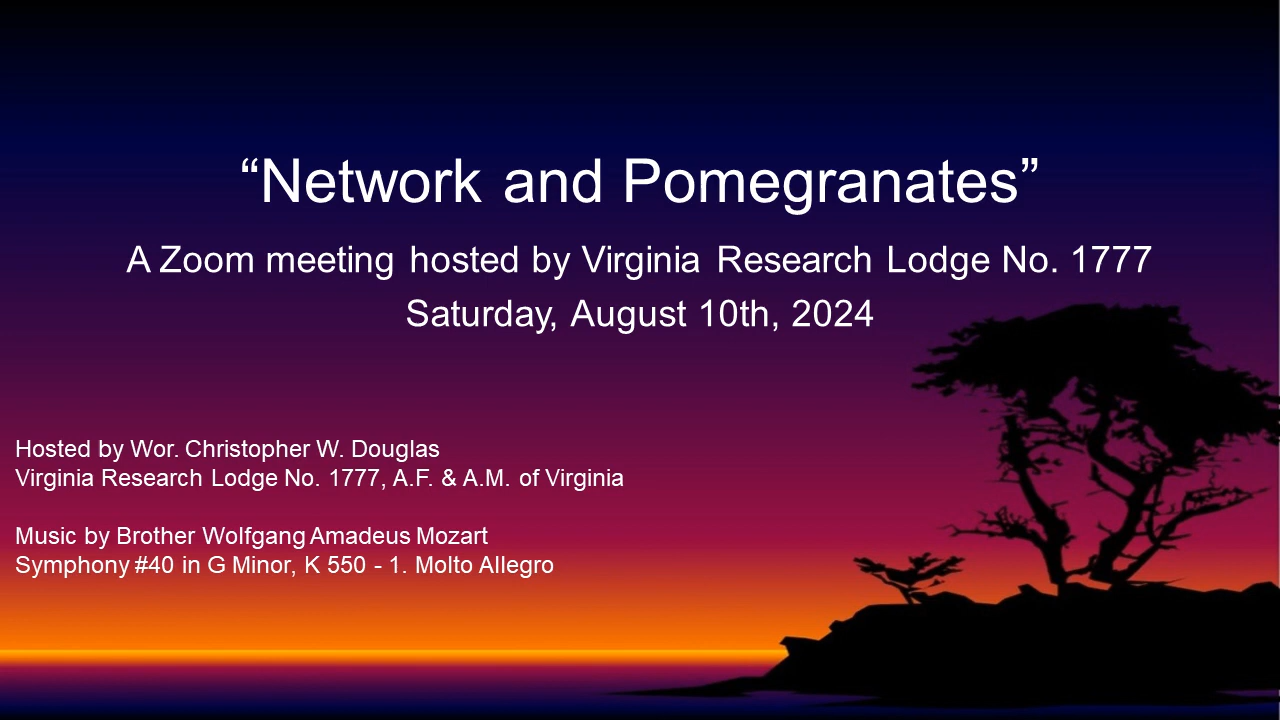 “Network and Pomegranates”
A Zoom meeting hosted by Virginia Research Lodge No. 1777
Saturday, August 10th, 2024
Hosted by Wor. Christopher W. Douglas
Virginia Research Lodge No. 1777, A.F. & A.M. of Virginia
Music by Brother Wolfgang Amadeus Mozart
Symphony #40 in G Minor, K 550 - 1. Molto Allegro